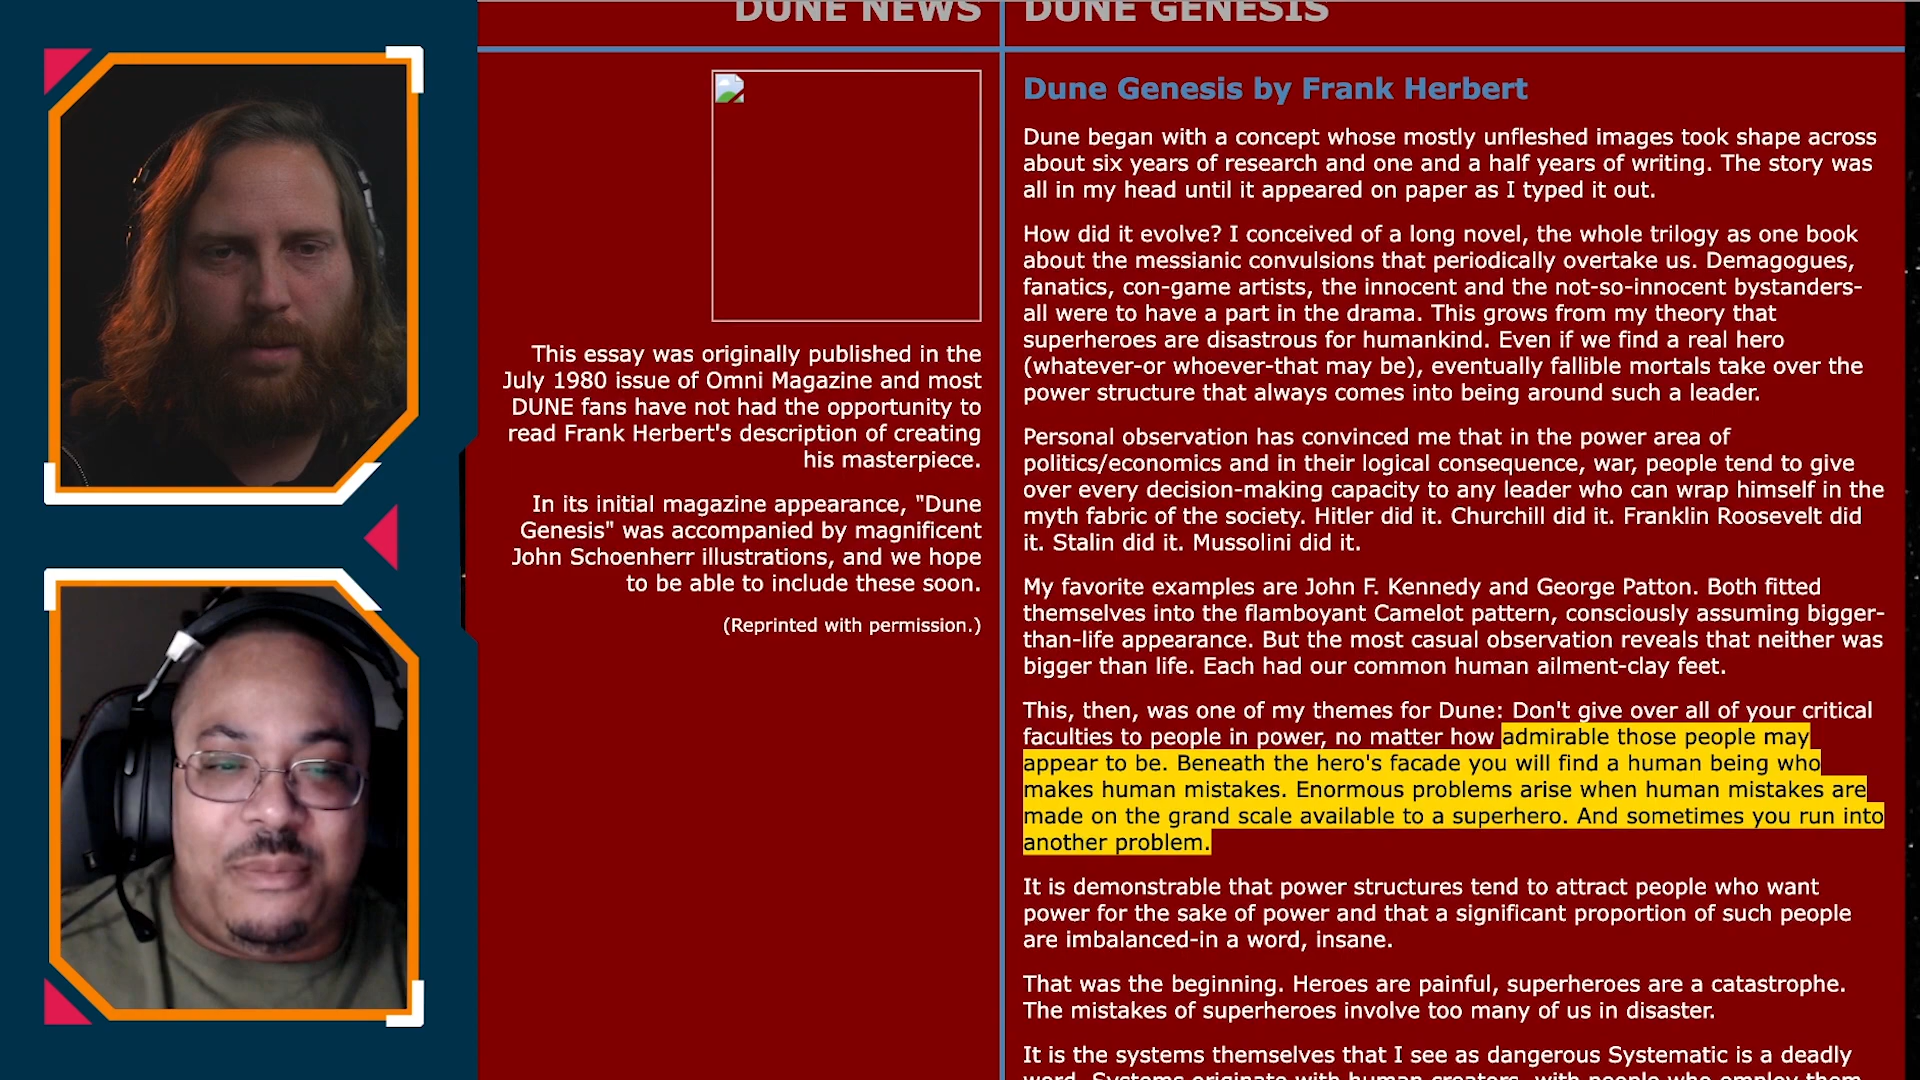 DUNE NEWS
This essay was originally published in the
July 1980 issue of Omni Magazine and most
DUNE fans have not had the opportunity to
read Frank Herbert's description of creating
his masterpiece.
In its initial magazine appearance, "Dune
Genesis" was accompanied by magnificent
John Schoenherr illustrations, and we hope
to be able to include these soon.
(Reprinted with permission.)
DUNE GENESIS
Dune Genesis by Frank Herbert
Dune began with a concept whose mostly unfleshed images took shape across
about six years of research and one and a half years of writing. The story was
all in my head until it appeared on paper as I typed it out.
How did it evolve? I conceived of a long novel, the whole trilogy as one book
about the messianic convulsions that periodically overtake us. Demagogues,
fanatics, con-game artists, the innocent and the not-so-innocent bystanders-
all were to have a part in the drama. This grows from my theory that
superheroes are disastrous for humankind. Even if we find a real hero
(whatever-or whoever-that may be), eventually fallible mortals take over the
power structure that always comes into being around such a leader.
Personal observation has convinced me that in the power area of
politics/economics and in their logical consequence, war, people tend to give
over every decision-making capacity to any leader who can wrap himself in the
myth fabric of the society. Hitler did it. Churchill did it. Franklin Roosevelt did
it. Stalin did it. Mussolini did it.
My favorite examples are John F. Kennedy and George Patton. Both fitted
themselves into the flamboyant Camelot pattern, consciously assuming bigger-
than-life appearance. But the most casual observation reveals that neither was
bigger than life. Each had our common human ailment-clay feet.
This, then, was one of my themes for Dune: Don't give over all of your critical
faculties to people in power, no matter how admirable those people may
appear to be. Beneath the hero's facade you will find a human being who
makes human mistakes. Enormous problems arise when human mistakes are
made on the grand scale available to a superhero. And sometimes you run into
another problem.
It is demonstrable that power structures tend to attract people who want
power for the sake of power and that a significant proportion of such people
are imbalanced-in a word, insane.
That was the beginning. Heroes are painful, superheroes are a catastrophe.
The mistakes of superheroes involve too many of us in disaster.
It is the systems themselves that I see as dangerous Systematic is a deadly
word. Systems originate with human creators, with people who employ them.